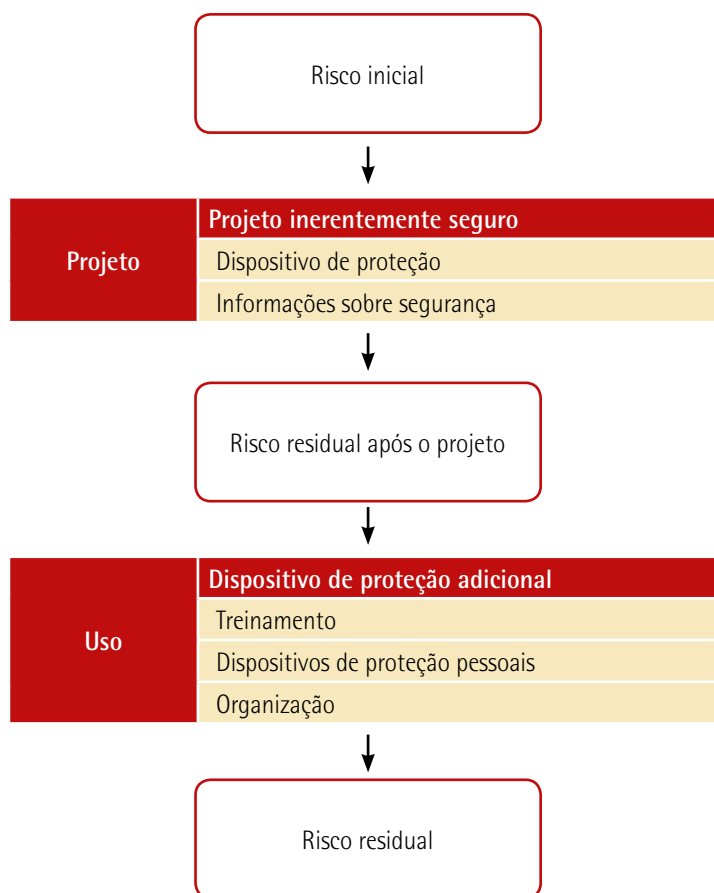 Risco inicial
Projeto
Projeto inerentemente seguro
Dispositivo de proteção
Informações sobre segurança
Risco residual após o projeto
Uso
Dispositivo de proteção adicional
Treinamento
Dispositivos de proteção pessoais
Organização
Risco residual